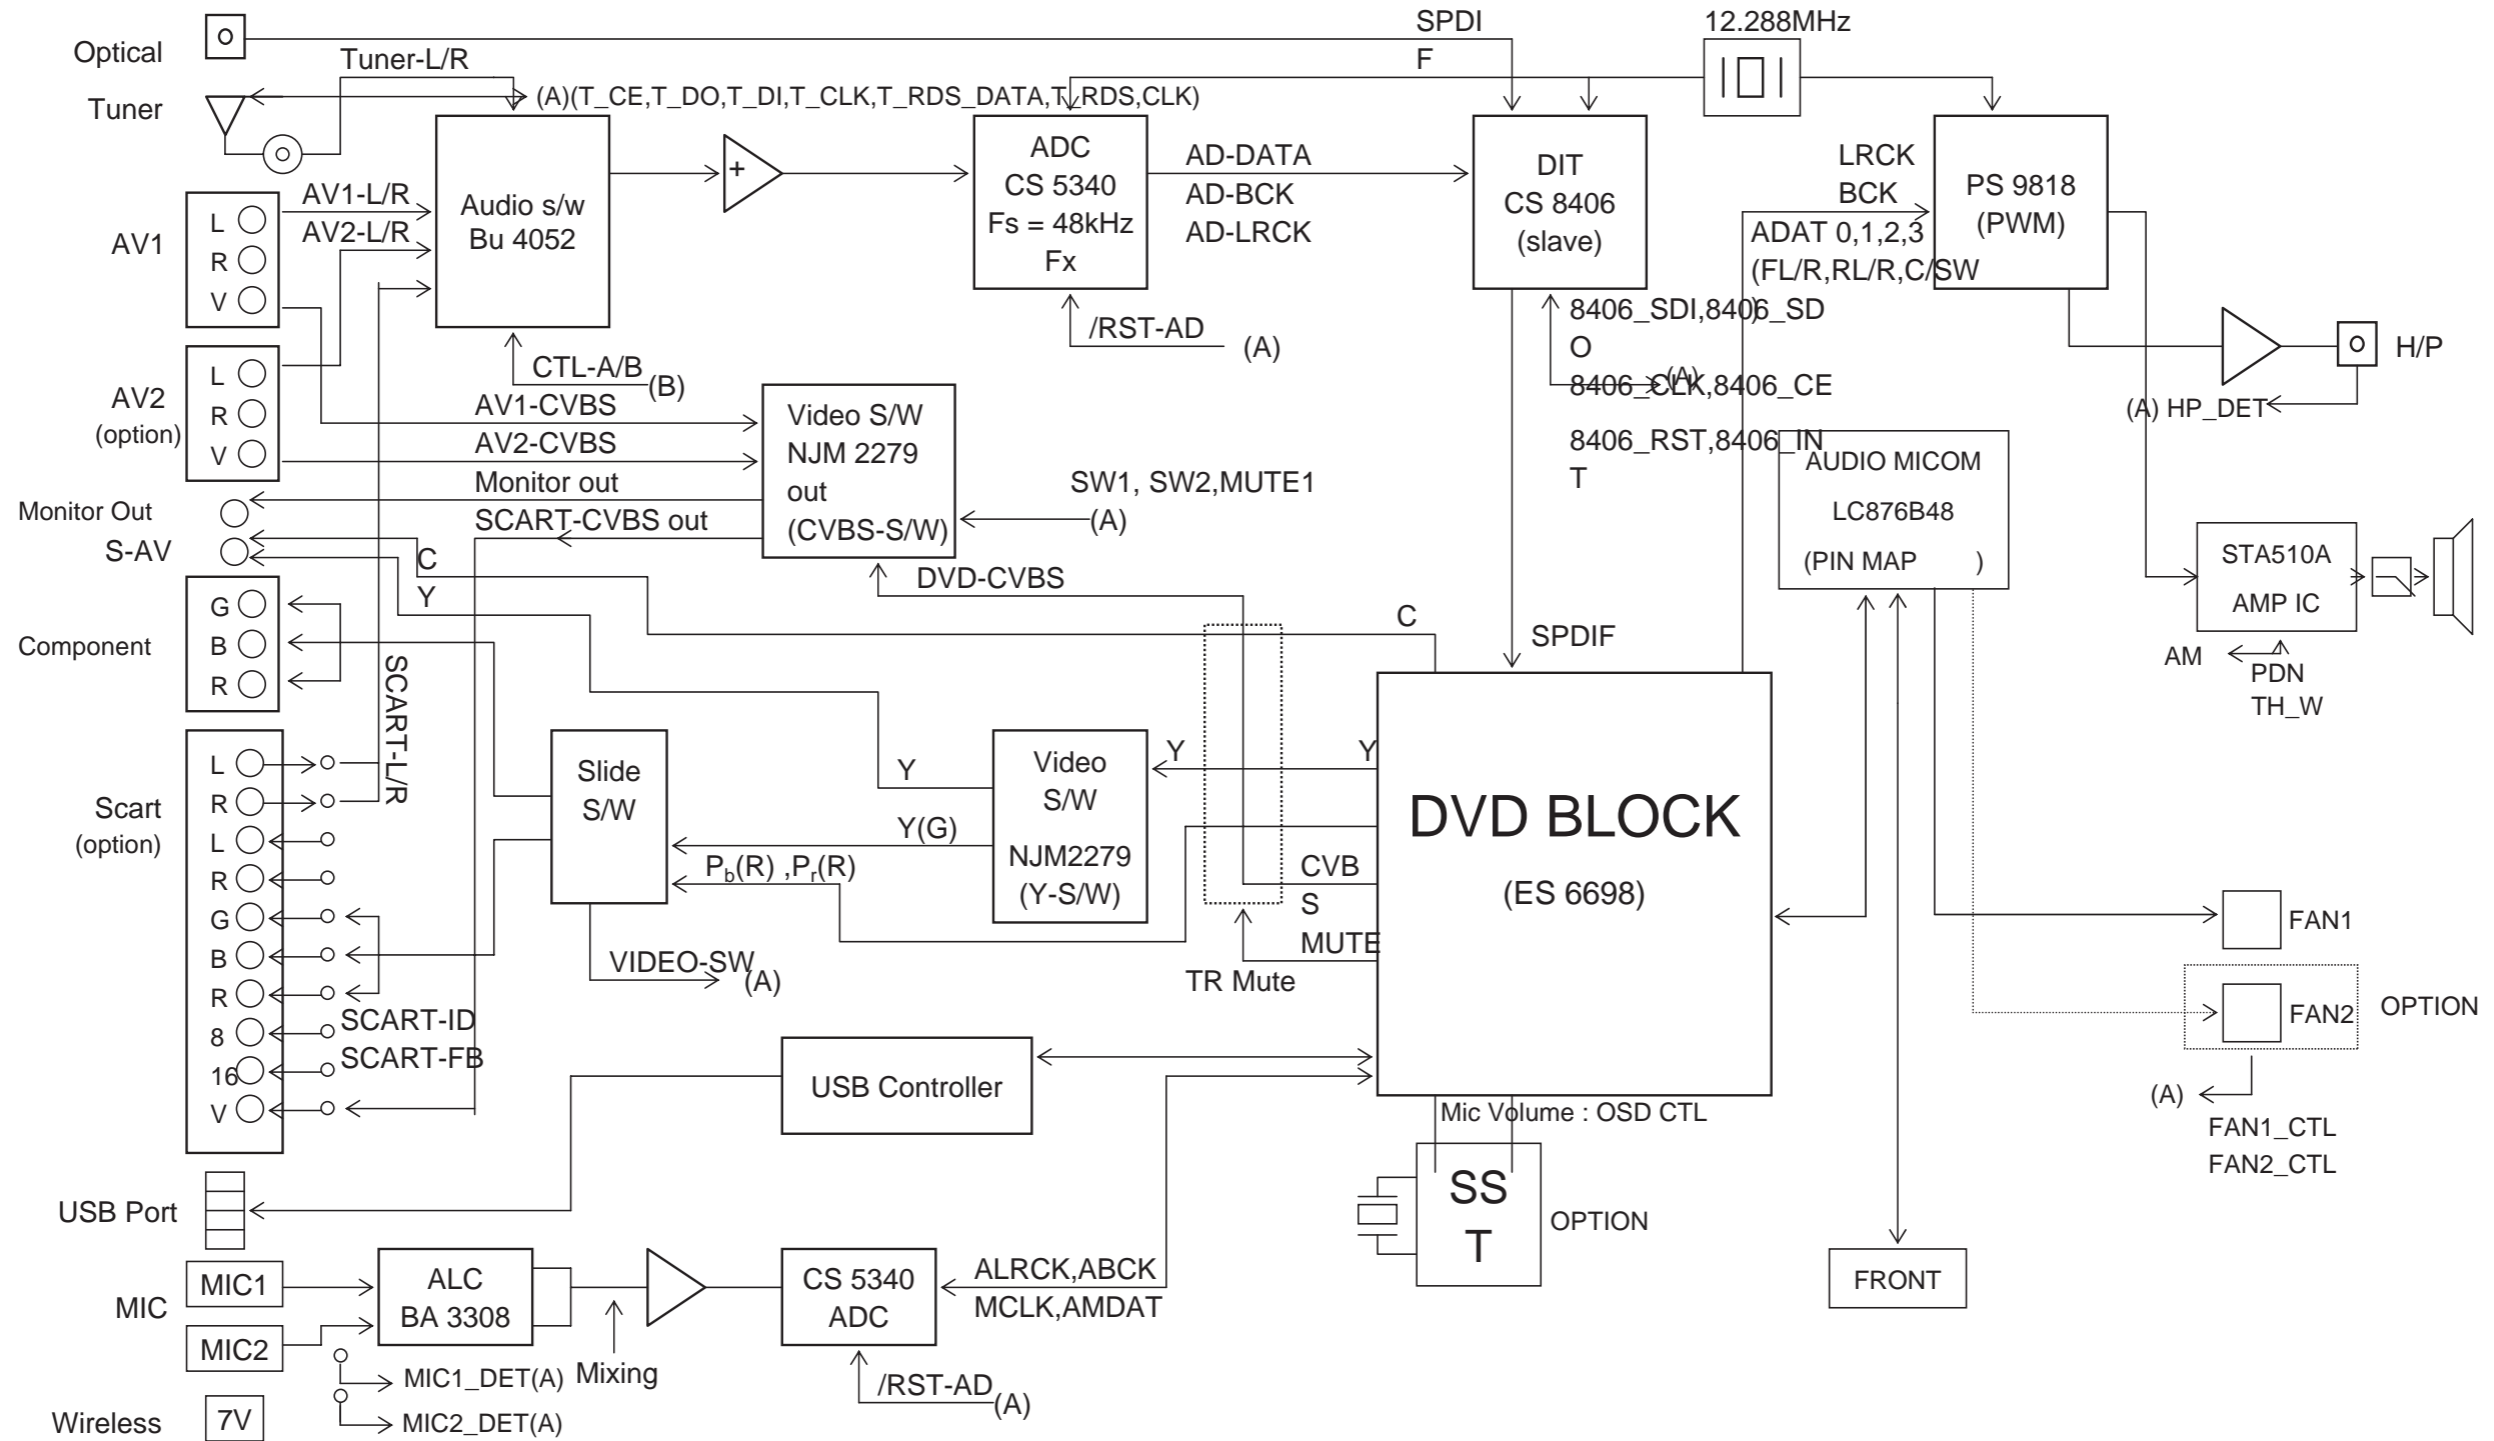 Optical
SPDI
F
12.288MHz
Tuner
Tuner-L/R
(A)(T_CE,T_DO,T_DI,T_CLK,T_RDS_DATA,T_RDS,CLK)
AV1
L
R
V
AV1-L/R
AV2-L/R
Audio s/w
Bu 4052
+
ADC
CS 5340
Fs = 48kHz
Fx
AD-DATA
AD-BCK
AD-LRCK
DIT
CS 8406
(slave)
LRCK
BCK
ADAT 0,1,2,3
(FL/R,RL/R,C/SW
)
PS 9818
(PWM)
/RST-AD
(A)
8406_SDI,8406_SD
O
8406_CLK,8406_CE
(A)
8406_RST,8406_IN
T
H/P
(A) HP_DET
AV2
(option)
L
R
V
CTL-A/B
(B)
AV1-CVBS
AV2-CVBS
Monitor out
SCART-CVBS out
Video S/W
NJM 2279
out
(CVBS-S/W)
SW1, SW2,MUTE1
(A)
AUDIO MICOM
LC876B48
(PIN MAP )
Monitor Out
S-AV
C
Y
DVD-CVBS
C
SPDIF
STA510A
AMP IC
AM
PDN
TH_W
Component
G
B
R
SCART-L/R
Scart
(option)
L
R
L
R
G
B
R
8
16
V
SCART-ID
SCART-FB
Slide
S/W
Y
Y(G)
Pb(R) ,Pr(R)
Video
S/W
NJM2279
(Y-S/W)
Y
Y
CVB
S
MUTE
TR Mute
VIDEO-SW
(A)
DVD BLOCK
(ES 6698)
FAN1
FAN2
OPTION
(A)
FAN1_CTL
FAN2_CTL
USB Controller
Mic Volume : OSD CTL
SS
T
OPTION
FRONT
USB Port
MIC
MIC1
MIC2
ALC
BA 3308
Mixing
CS 5340
ADC
ALRCK,ABCK
MCLK,AMDAT
MIC1_DET(A)
MIC2_DET(A)
/RST-AD
(A)
Wireless
7V